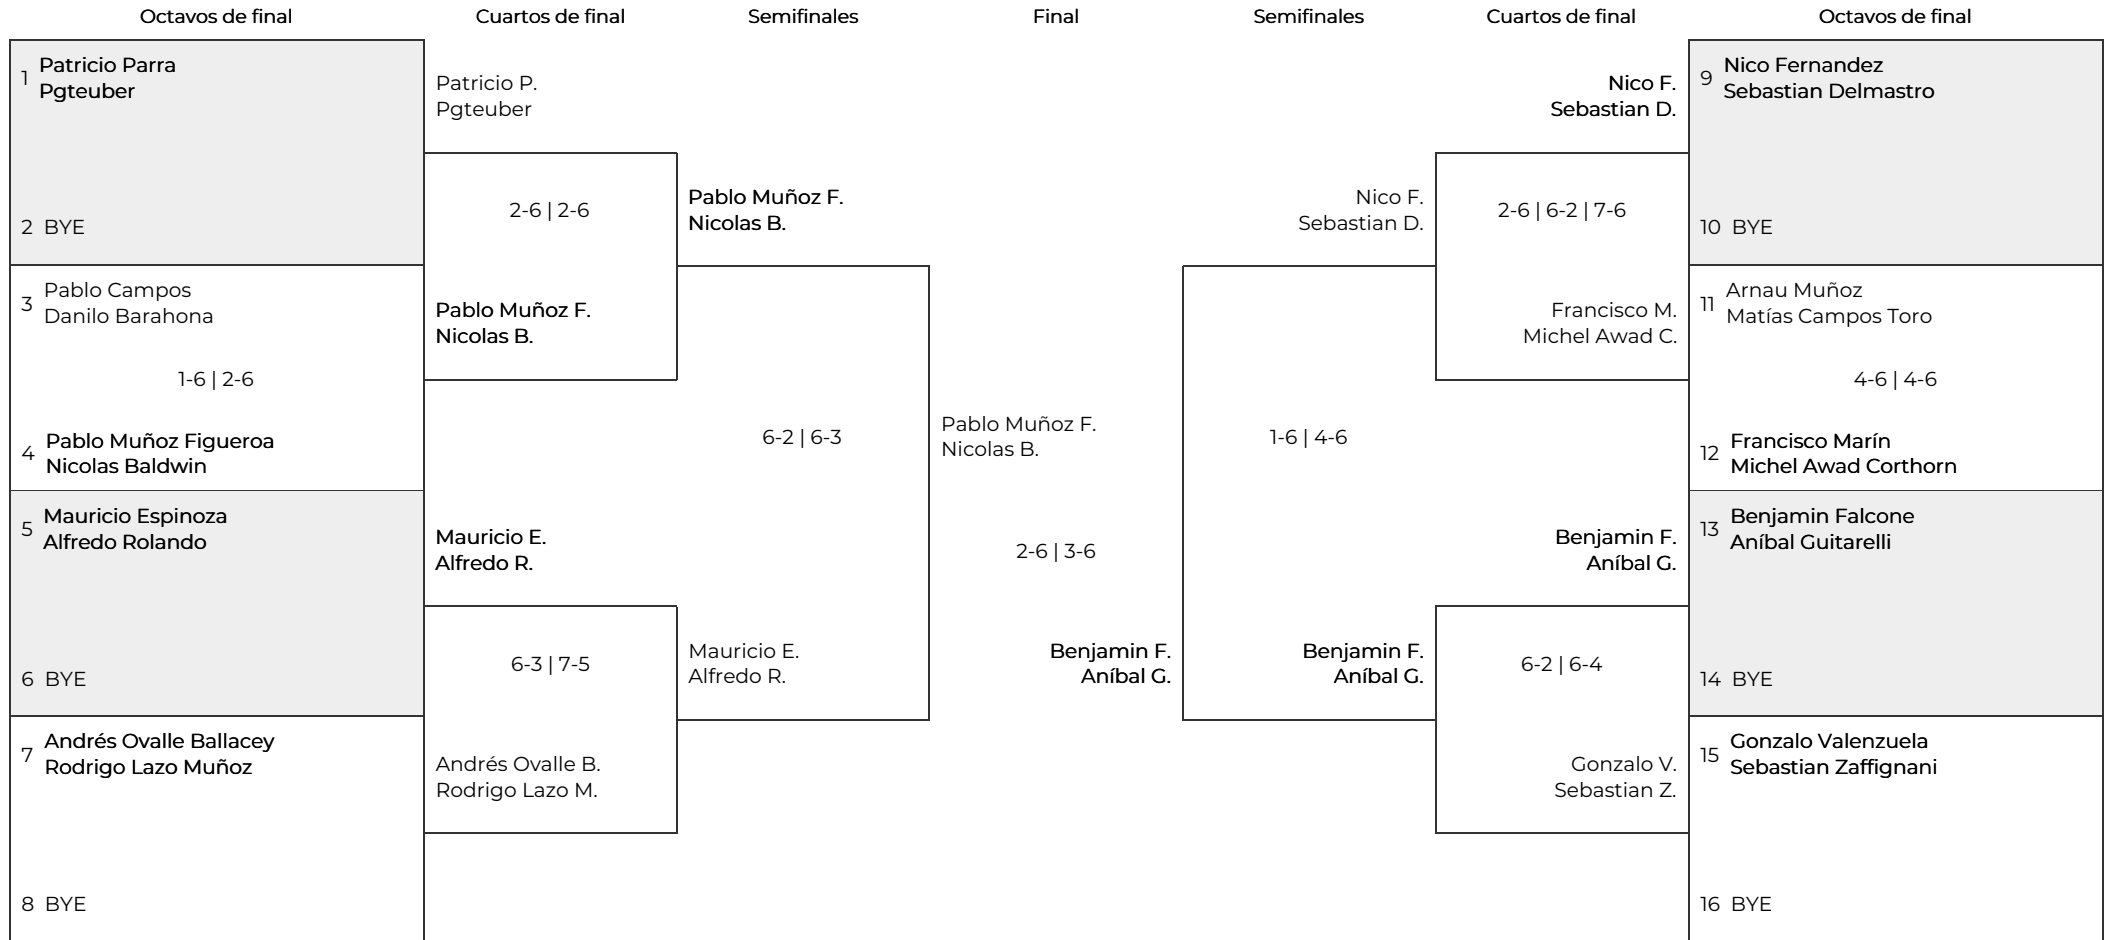 Octavos de final
Cuartos de final
Semifinales
Final
Semifinales
Cuartos de final
Octavos de final
1
Patricio Parra
Pgteuber
2 BYE
3
Pablo Campos
Danilo Barahona
1-6 | 2-6
4
Pablo Muñoz Figueroa
Nicolas Baldwin
5
Mauricio Espinoza
Alfredo Rolando
6 BYE
7
Andrés Ovalle Ballacey
Rodrigo Lazo Muñoz
8 BYE
Patricio P.
Pgteuber
2-6 | 2-6
Pablo Muñoz F.
Nicolas B.
Mauricio E.
Alfredo R.
6-3 | 7-5
Andrés Ovalle B.
Rodrigo Lazo M.
Pablo Muñoz F.
Nicolas B.
6-2 | 6-3
Mauricio E.
Alfredo R.
Pablo Muñoz F.
Nicolas B.
2-6 | 3-6
Benjamin F.
Aníbal G.
Nico F.
Sebastian D.
1-6 | 4-6
Benjamin F.
Aníbal G.
Nico F.
Sebastian D.
2-6 | 6-2 | 7-6
Francisco M.
Michel Awad C.
Benjamin F.
Aníbal G.
6-2 | 6-4
Gonzalo V.
Sebastian Z.
9
Nico Fernandez
Sebastian Delmastro
10 BYE
11
Arnau Muñoz
Matías Campos Toro
4-6 | 4-6
12
Francisco Marín
Michel Awad Corthorn
13
Benjamin Falcone
Aníbal Guitarelli
14 BYE
15
Gonzalo Valenzuela
Sebastian Zaffignani
16 BYE